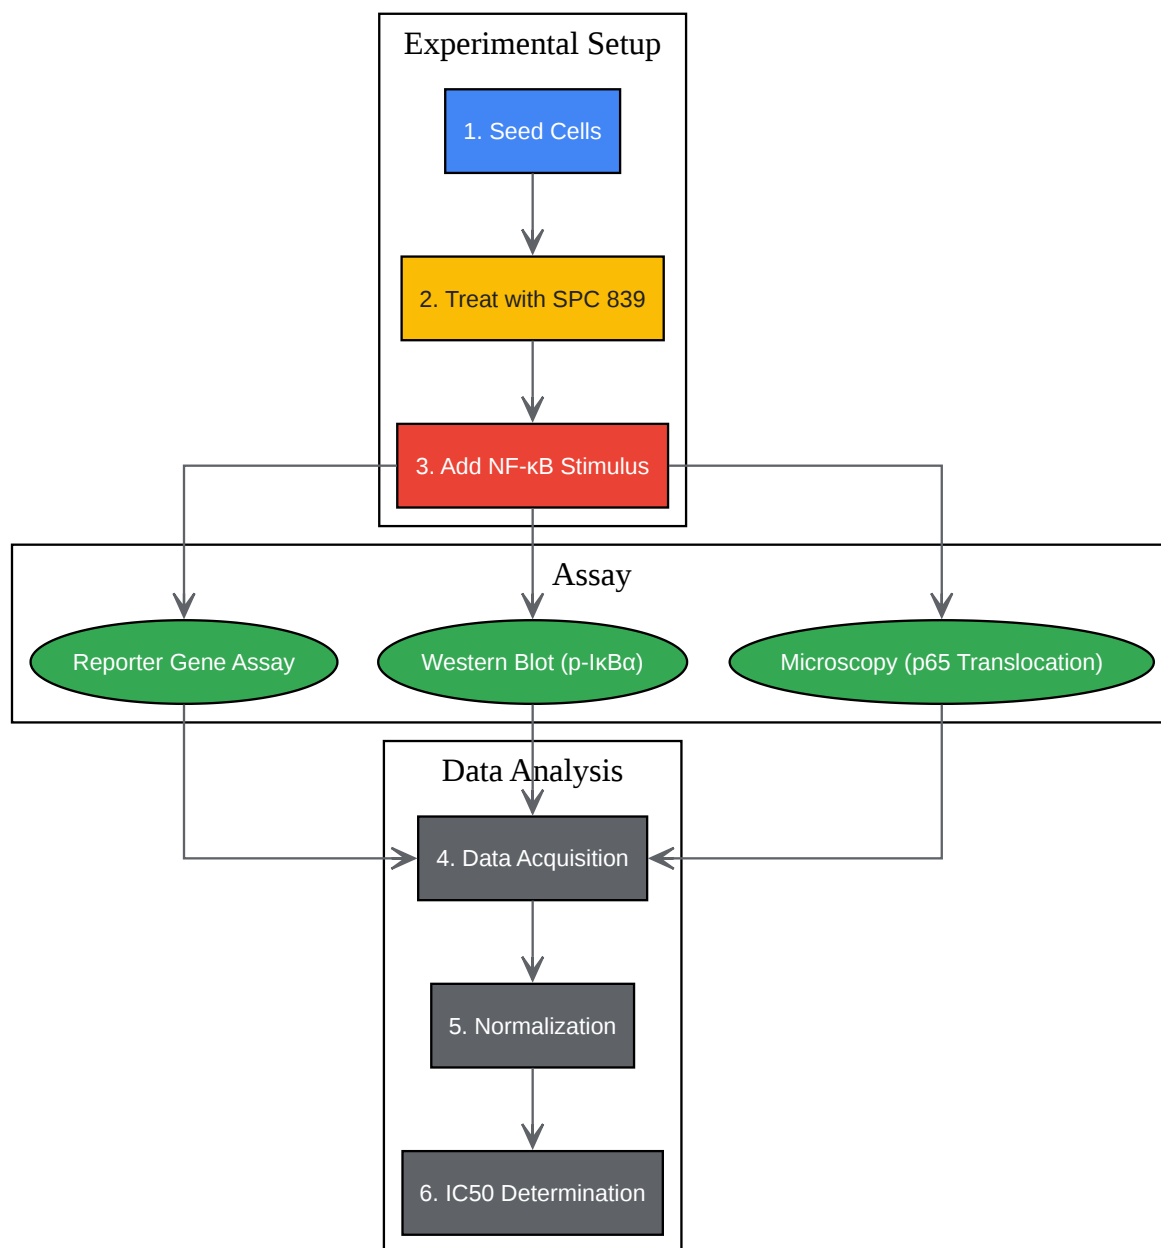 Experimental Setup
1. Seed Cells
2. Treat with SPC 839
3. Add NF-κB Stimulus
Assay
Reporter Gene Assay
Western Blot (p-IκBα)
Microscopy (p65 Translocation)
Data Analysis
4. Data Acquisition
5. Normalization
6. IC50 Determination